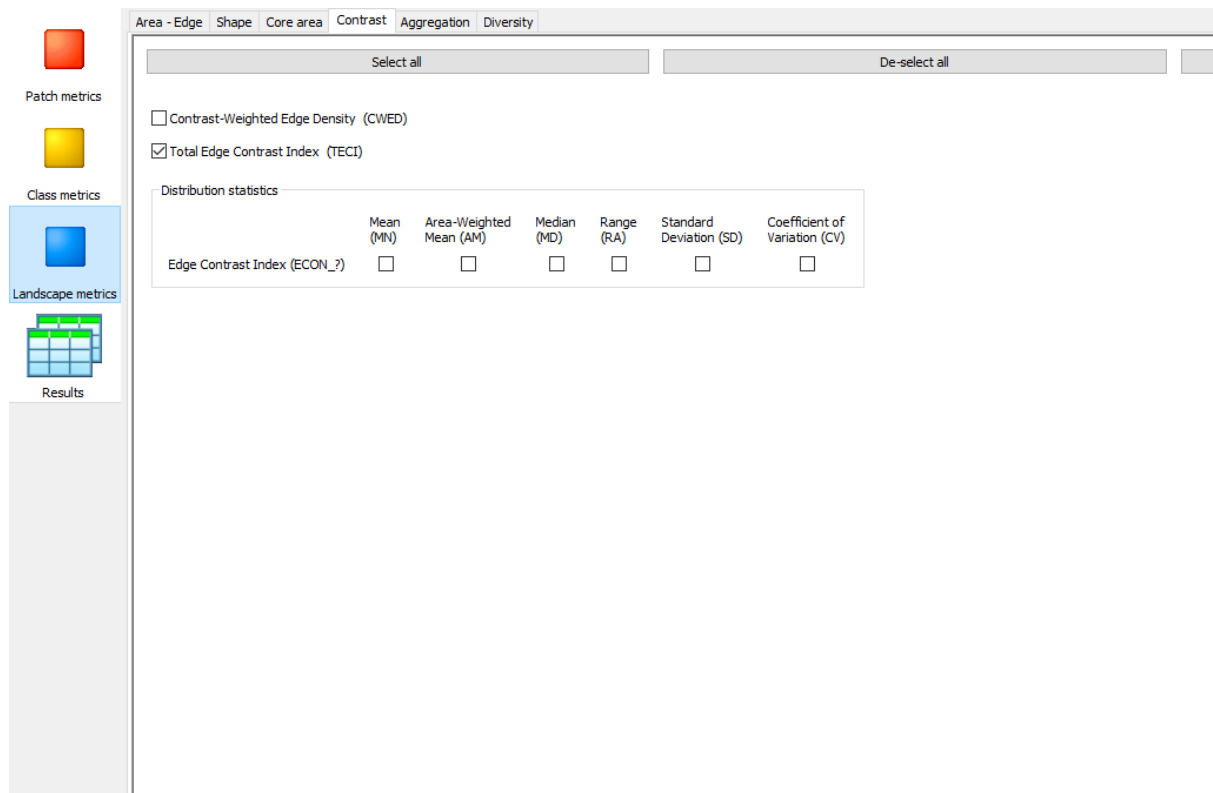 Area - Edge Shape Core area Contrast Aggregation Diversity
Select all De-select all
Patch metrics
Contrast-Weighted Edge Density (CWED)
Total Edge Contrast Index (TECI)
Class metrics
Distribution statistics
Mean (MN)
Area-Weighted Mean (AM)
Median (MD)
Range (RA)
Standard Deviation (SD)
Coefficient of Variation (CV)
Edge Contrast Index (ECON_?)
Landscape metrics
Results